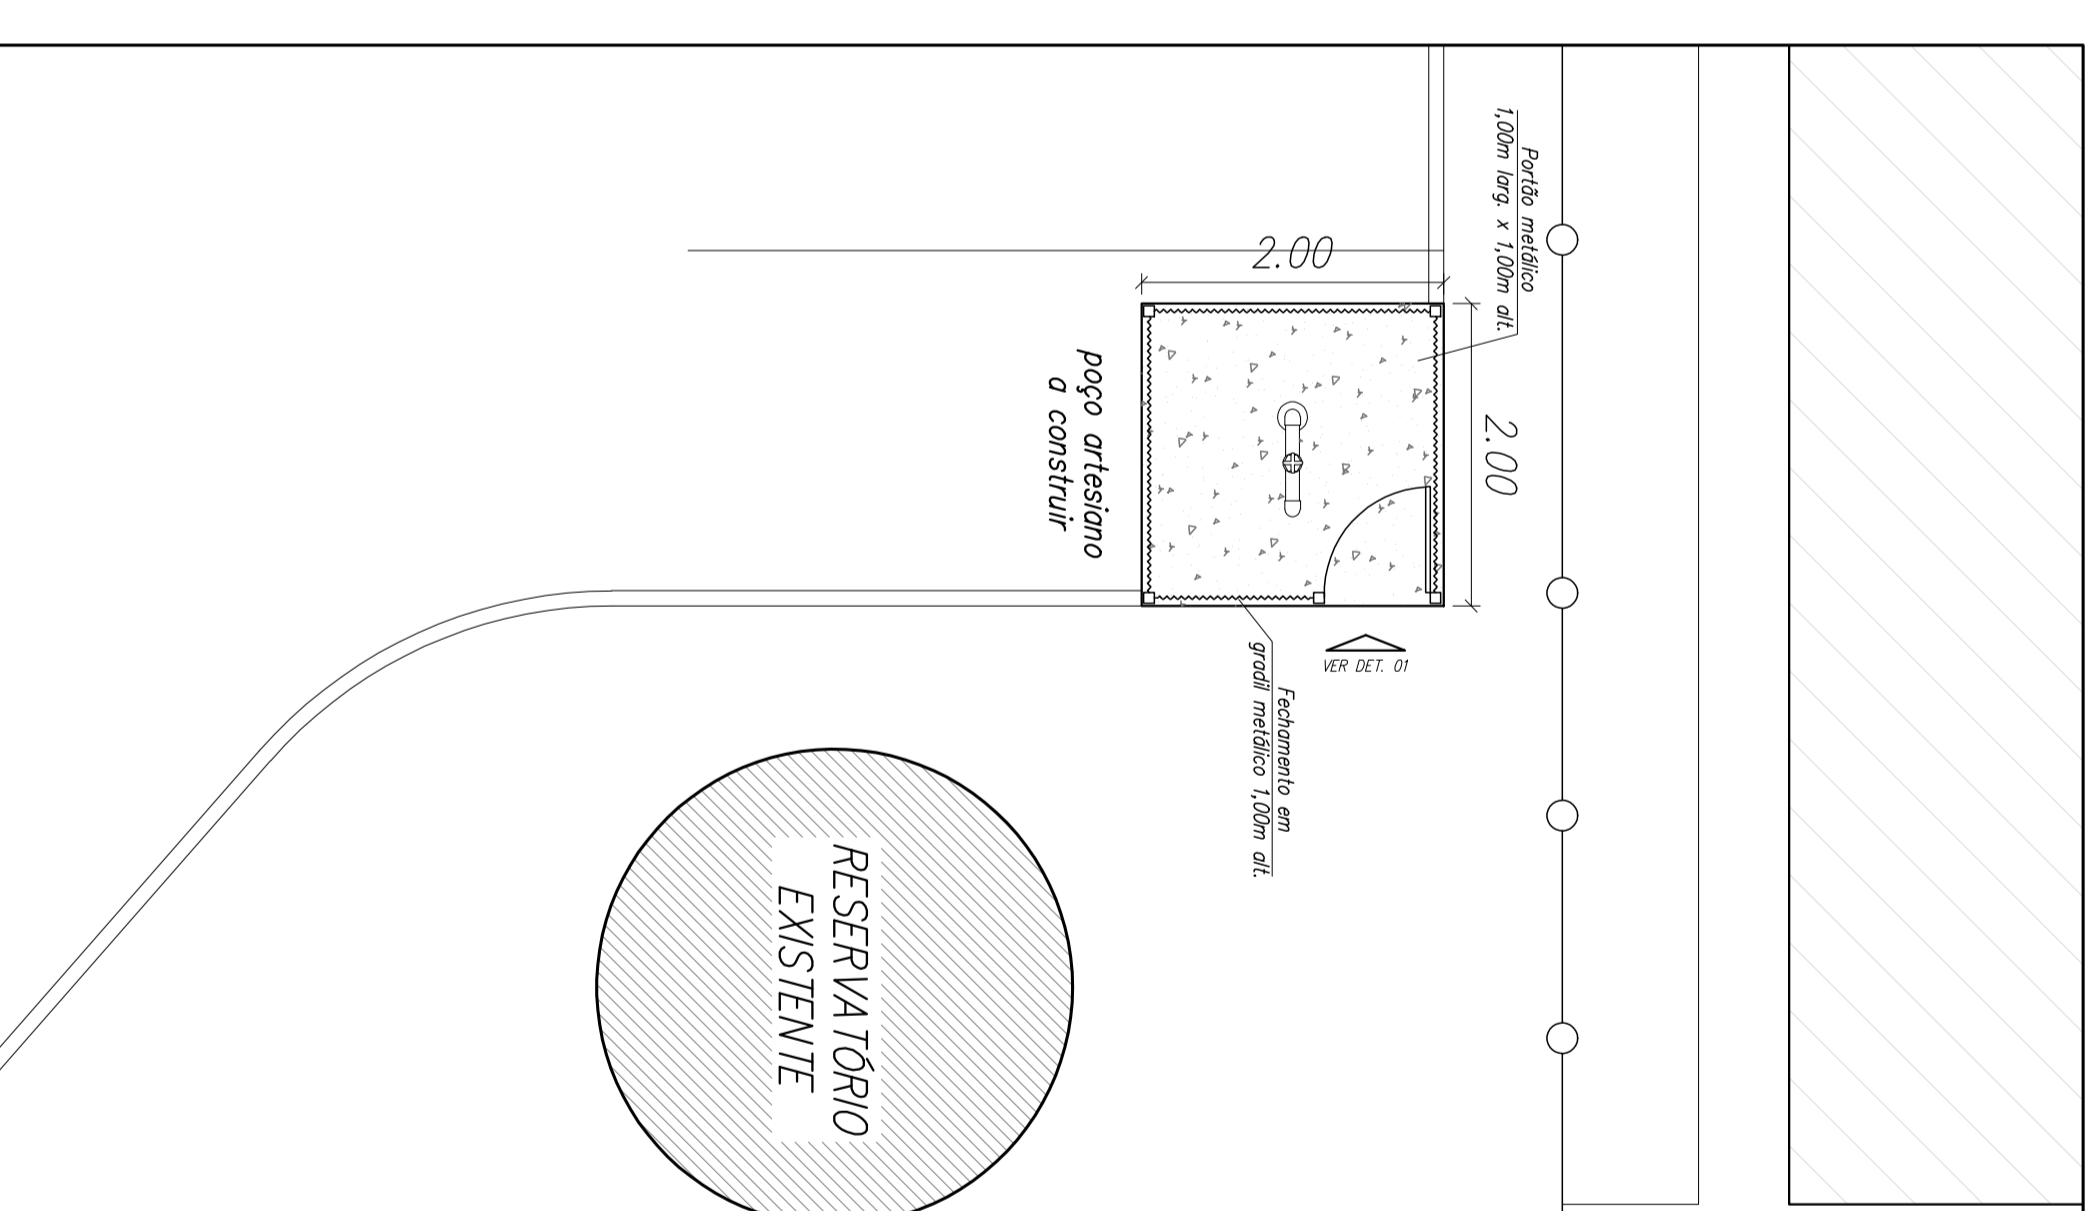 Portão metálico
1,00m larg. x 1,00m alt.
2.00
2.00
poço artesiano
a construir
VER DET. 01
Fechamento em
gradil metálico 1,00m alt.
RESERVATÓRIO
EXISTENTE